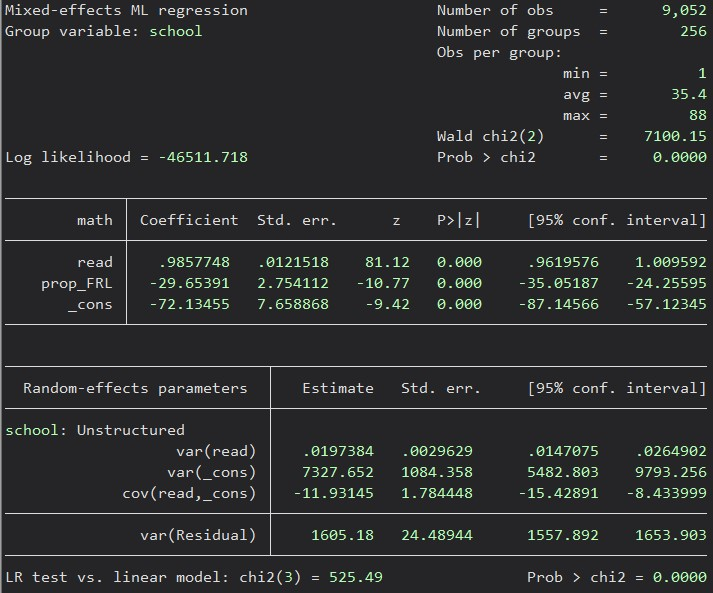 Mixed-effects ML regression Number of obs = 9,052
Group variable: school Number of groups = 256
Obs per group:
min = 1
avg = 35.4
max = 88
Wald chi2(2) = 7100.15
Log likelihood = -46511.718 Prob > chi2 = 0.0000
math Coefficient Std. err. z P>|z| [95% conf. interval]
read .9857748 .0121518 81.12 0.000 .9619576 1.009592
prop_FRL -29.65391 2.754112 -10.77 0.000 -35.05187 -24.25595
_cons -72.13455 7.658868 -9.42 0.000 -87.14566 -57.12345
Random-effects parameters Estimate Std. err. [95% conf. interval]
school: Unstructured
var(read) .0197384 .0029629 .0147075 .0264902
var(_cons) 7327.652 1084.358 5482.803 9793.256
cov(read,_cons) -11.93145 1.784448 -15.42891 -8.433999
var(Residual) 1605.18 24.48944 1557.892 1653.903
LR test vs. linear model: chi2(3) = 525.49 Prob > chi2 = 0.0000